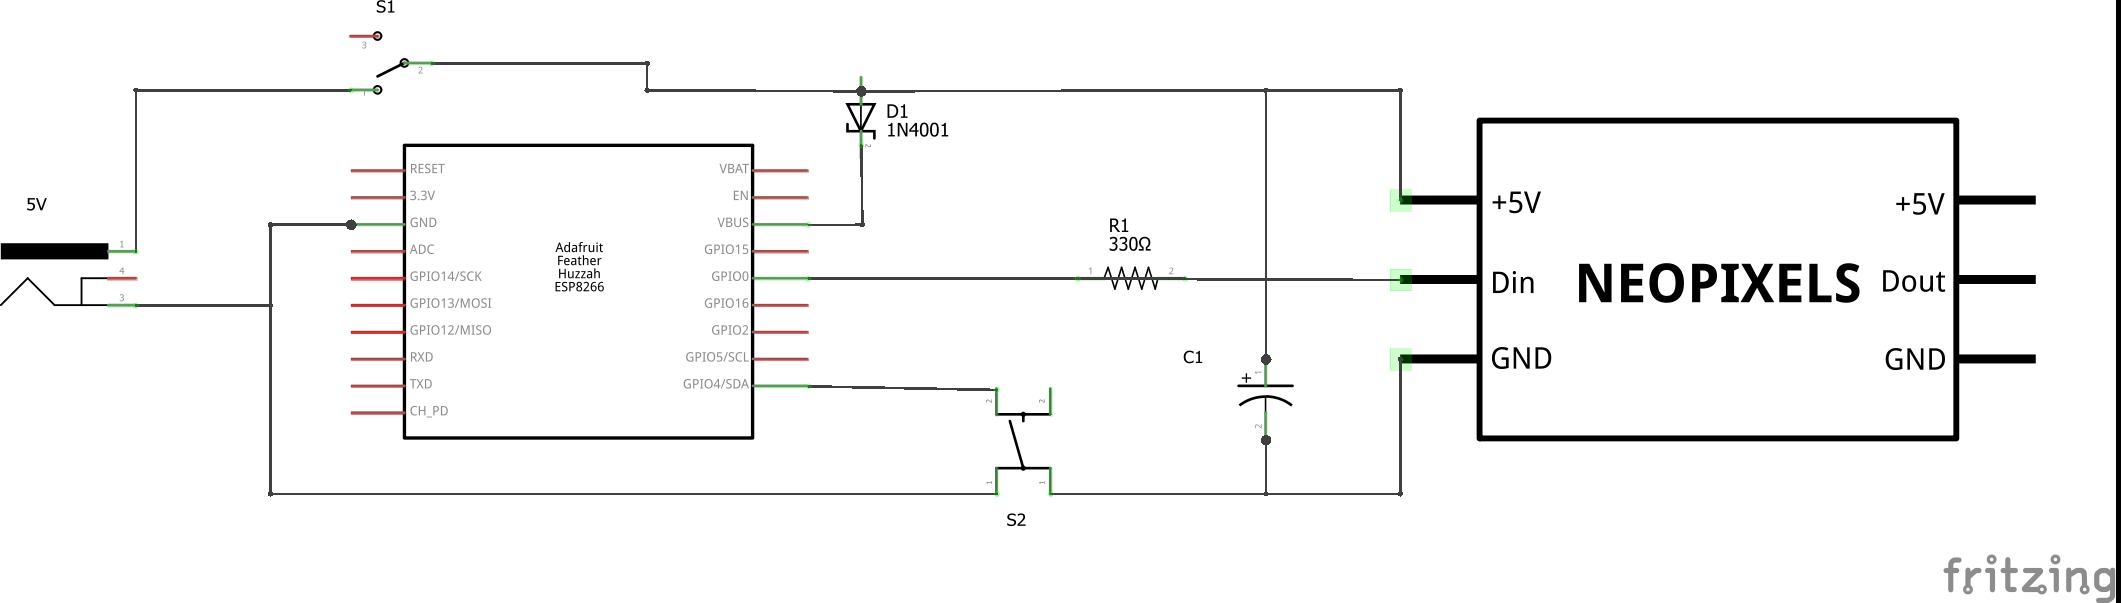 S1
3
2
1
D1
1N4001
2
5V
1
4
3
RESET
3.3V
GND
ADC
GPIO14/SCK
GPIO13/MOSI
GPIO12/MISO
RXD
TXD
CH_PD
Adafruit
Feather
Huzzah
ESP8266
VBAT
EN
VBUS
GPIO15
GPIO0
GPIO16
GPIO2
GPIO5/SCL
GPIO4/SDA
R1
330Ω
1 2
2 2
1 1
S2
C1
1
+
2
+5V
Din
GND
NEOPIXELS
+5V
Dout
GND
fritzing